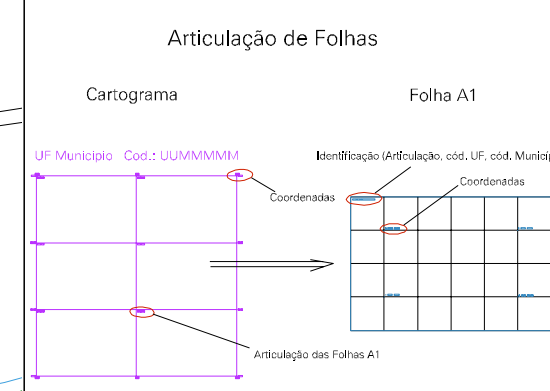 Articulação de Folhas
Cartograma
Folha A1
UF Municipio Cod.: UUMMMMM
Identificação (Articulação, cód. UF, cód. Municíp
Coordenadas
Coordenadas
Articulação das Folhas A1